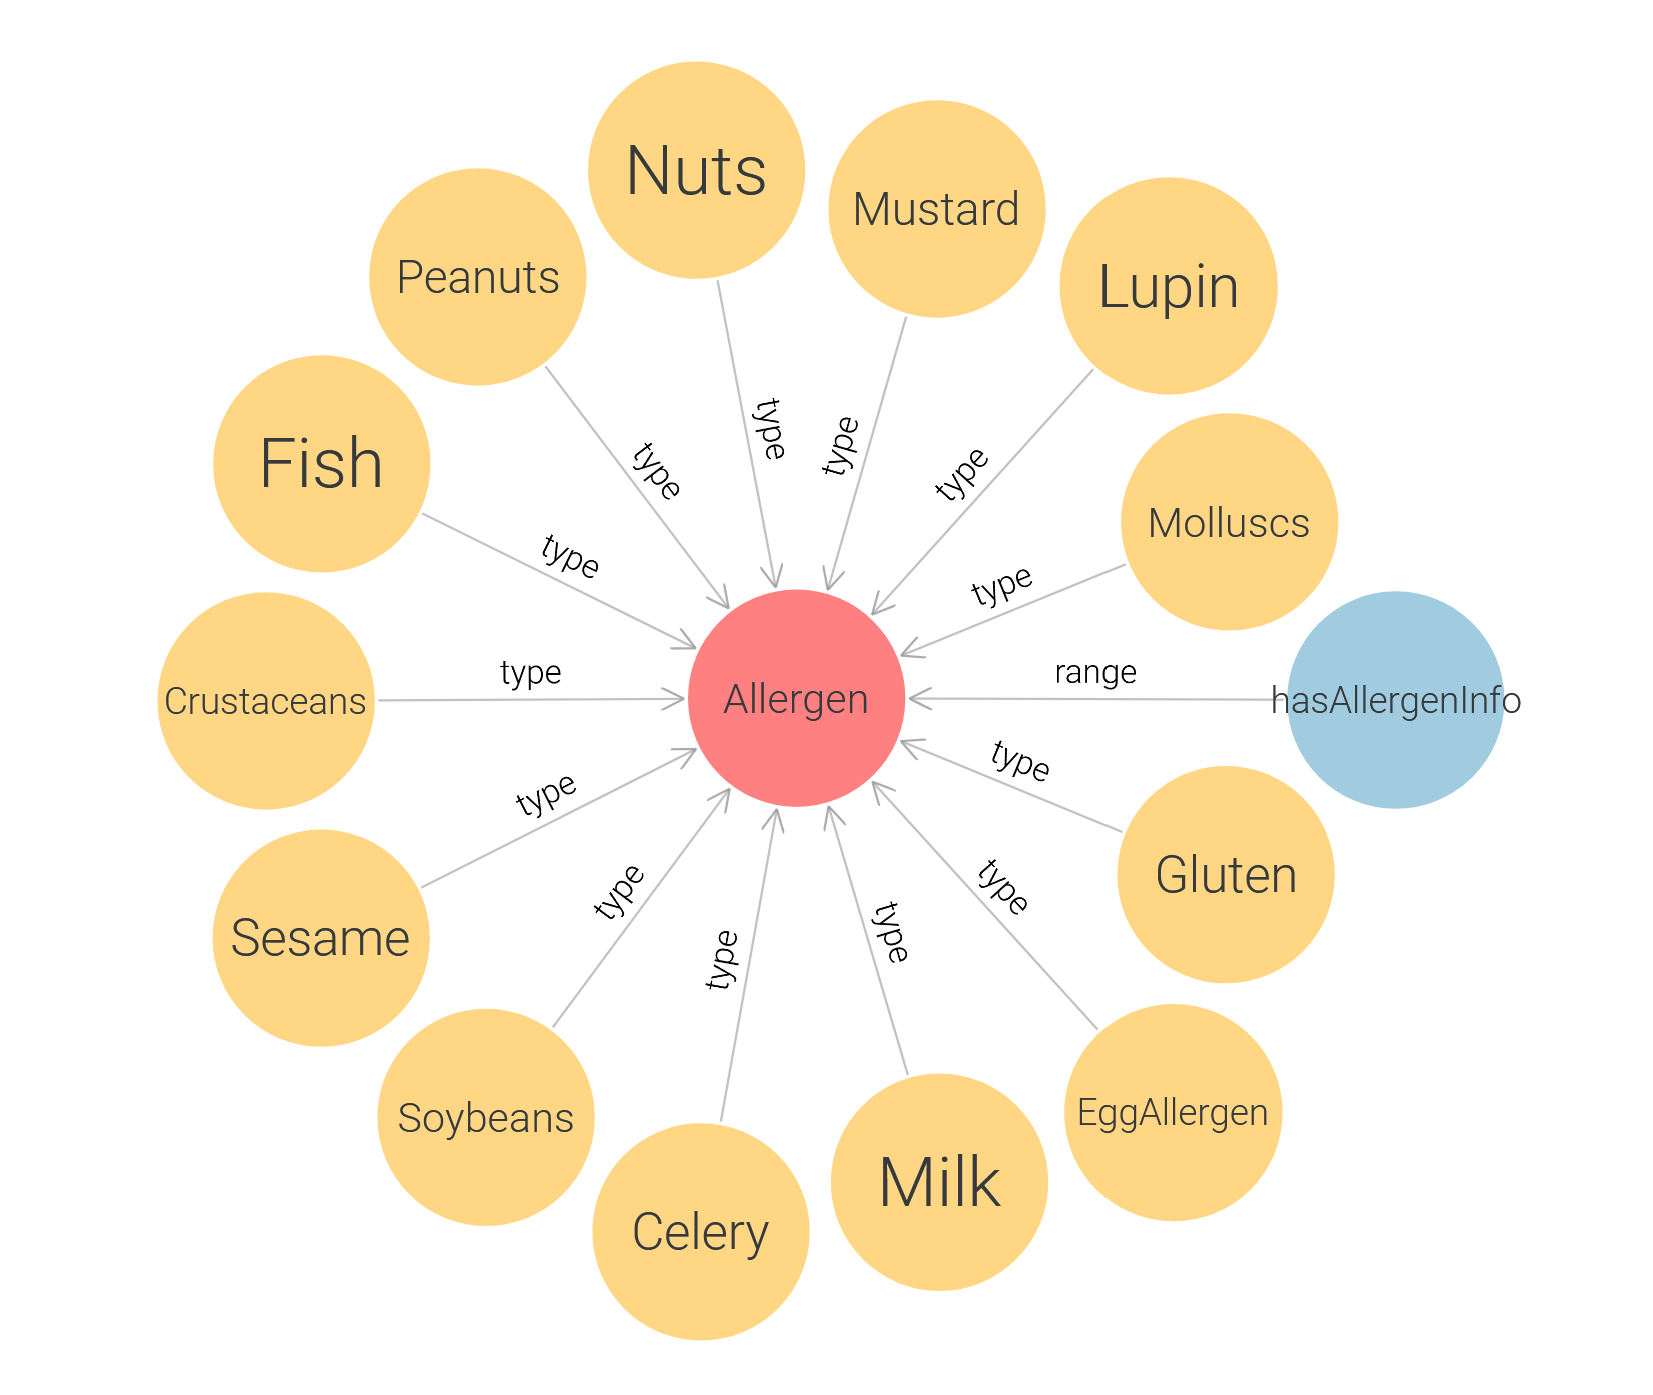 Nuts
Mustard
Peanuts
Lupin
type
type
type
type
Fish
Molluscs
type
type
Crustaceans
type
Allergen
range
hasAllergenInfo
type
type
Gluten
Sesame
type
type
type
type
Soybeans
EggAllergen
Celery
Milk